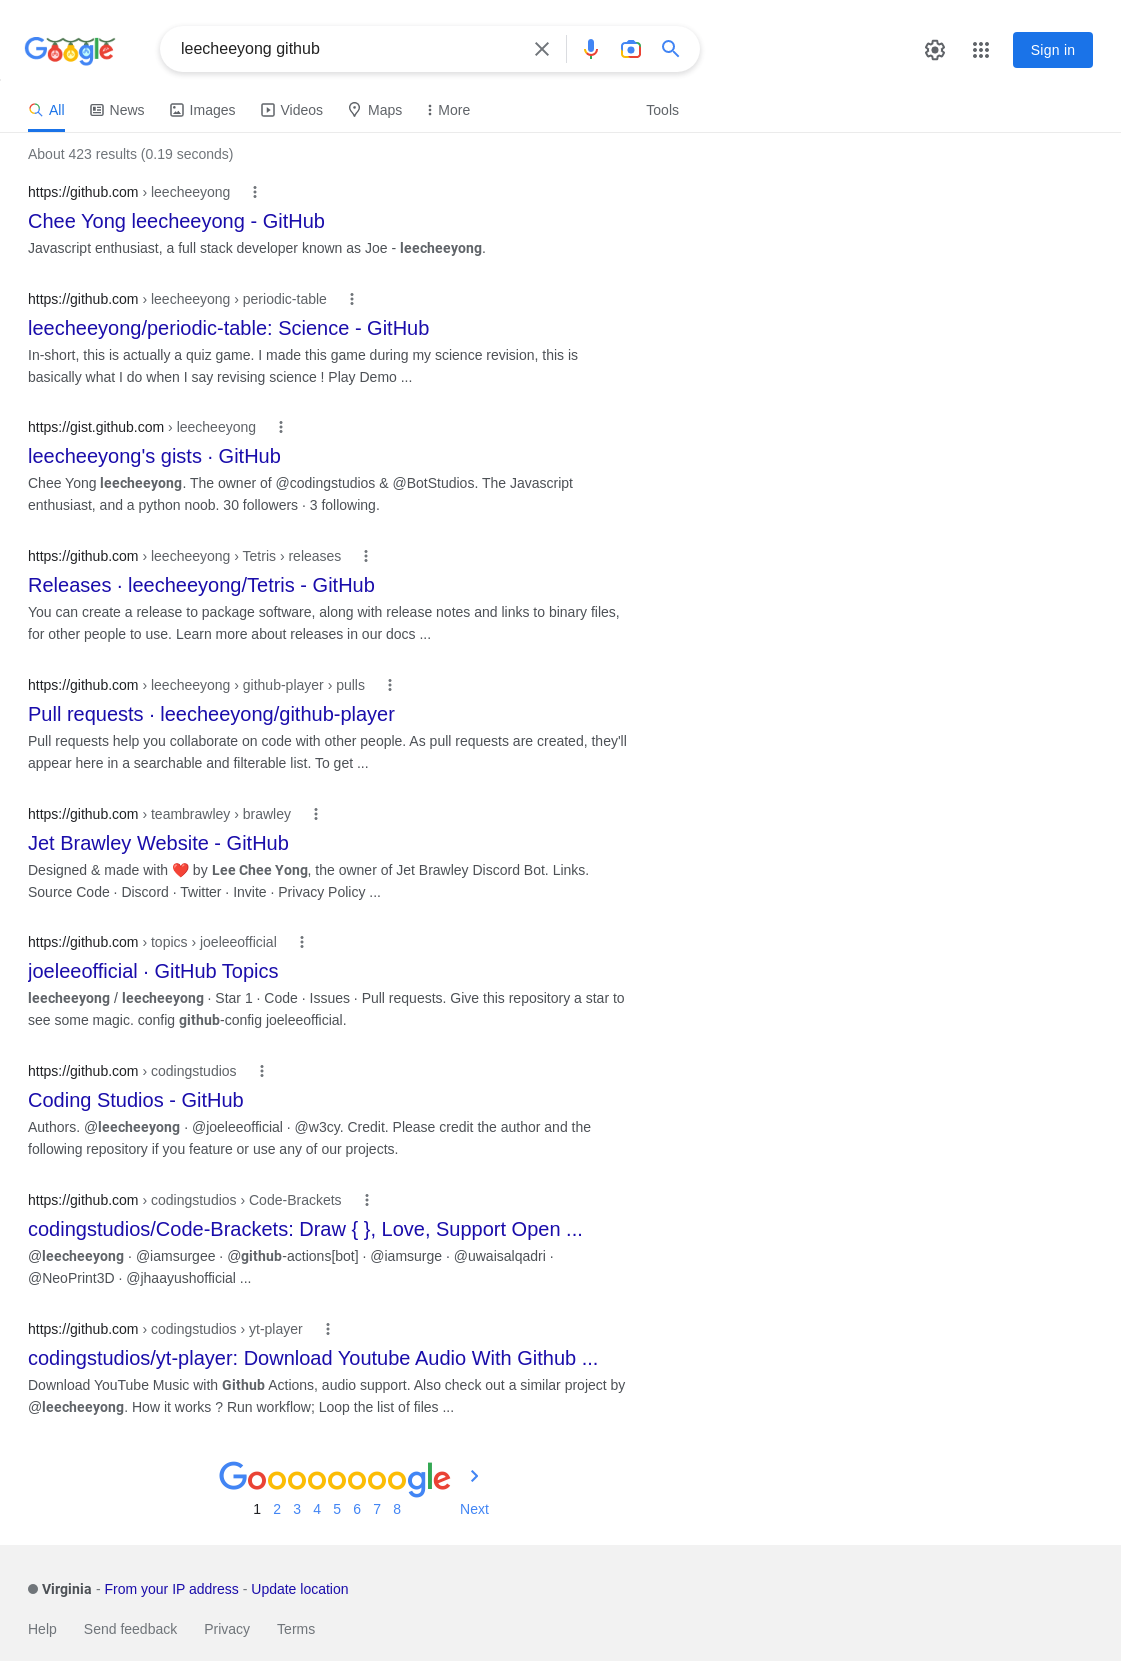 Google
leecheeyong github
Sign in
All
News
Images
Videos
Maps
More
Tools
About 423 results (0.19 seconds)
https://github.com › leecheeyong
Chee Yong leecheeyong - GitHub
Javascript enthusiast, a full stack developer known as Joe - leecheeyong.
https://github.com › leecheeyong › periodic-table
leecheeyong/periodic-table: Science - GitHub
In-short, this is actually a quiz game. I made this game during my science revision, this is
basically what I do when I say revising science ! Play Demo ...
https://gist.github.com › leecheeyong
leecheeyong's gists · GitHub
Chee Yong leecheeyong. The owner of @codingstudios & @BotStudios. The Javascript
enthusiast, and a python noob. 30 followers · 3 following.
https://github.com › leecheeyong › Tetris › releases
Releases · leecheeyong/Tetris - GitHub
You can create a release to package software, along with release notes and links to binary files,
for other people to use. Learn more about releases in our docs ...
https://github.com › leecheeyong › github-player › pulls
Pull requests · leecheeyong/github-player
Pull requests help you collaborate on code with other people. As pull requests are created, they'll
appear here in a searchable and filterable list. To get ...
https://github.com › teambrawley › brawley
Jet Brawley Website - GitHub
Designed & made with ❤️ by Lee Chee Yong, the owner of Jet Brawley Discord Bot. Links.
Source Code · Discord · Twitter · Invite · Privacy Policy ...
https://github.com › topics › joeleeofficial
joeleeofficial · GitHub Topics
leecheeyong / leecheeyong · Star 1 · Code · Issues · Pull requests. Give this repository a star to
see some magic. config github-config joeleeofficial.
https://github.com › codingstudios
Coding Studios - GitHub
Authors. @leecheeyong · @joeleeofficial · @w3cy. Credit. Please credit the author and the
following repository if you feature or use any of our projects.
https://github.com › codingstudios › Code-Brackets
codingstudios/Code-Brackets: Draw { }, Love, Support Open ...
@leecheeyong · @iamsurgee · @github-actions[bot] · @iamsurge · @uwaisalqadri ·
@NeoPrint3D · @jhaayushofficial ...
https://github.com › codingstudios › yt-player
codingstudios/yt-player: Download Youtube Audio With Github ...
Download YouTube Music with Github Actions, audio support. Also check out a similar project by
@leecheeyong. How it works ? Run workflow; Loop the list of files ...
Gooooooooogle
1 2 3 4 5 6 7 8 Next
Virginia - From your IP address - Update location
Help Send feedback Privacy Terms